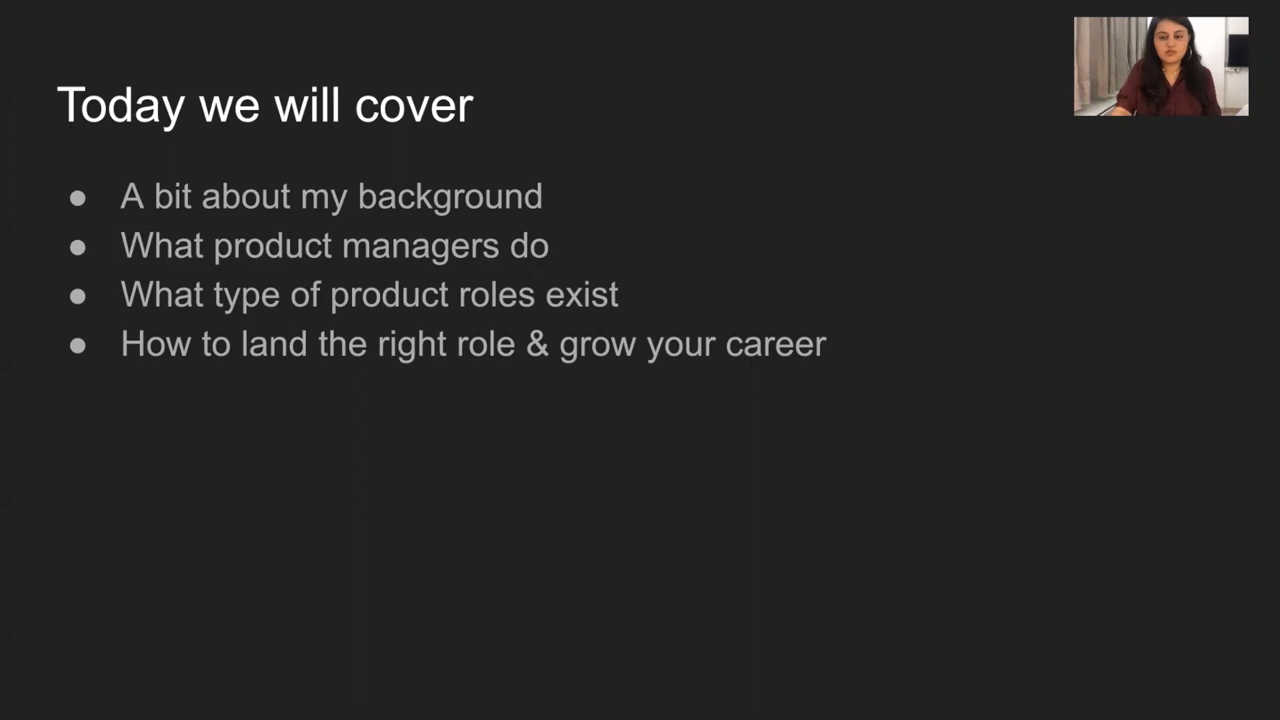 Today we will cover
● A bit about my background
● What product managers do
● What type of product roles exist
● How to land the right role & grow your career